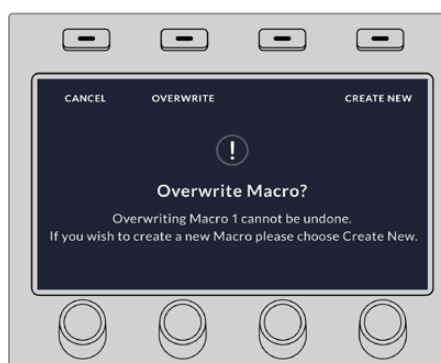 CANCEL OVERWRITE CREATE NEW
!
Overwrite Macro?
Overwriting Macro 1 cannot be undone.
If you wish to create a new Macro please choose Create New.